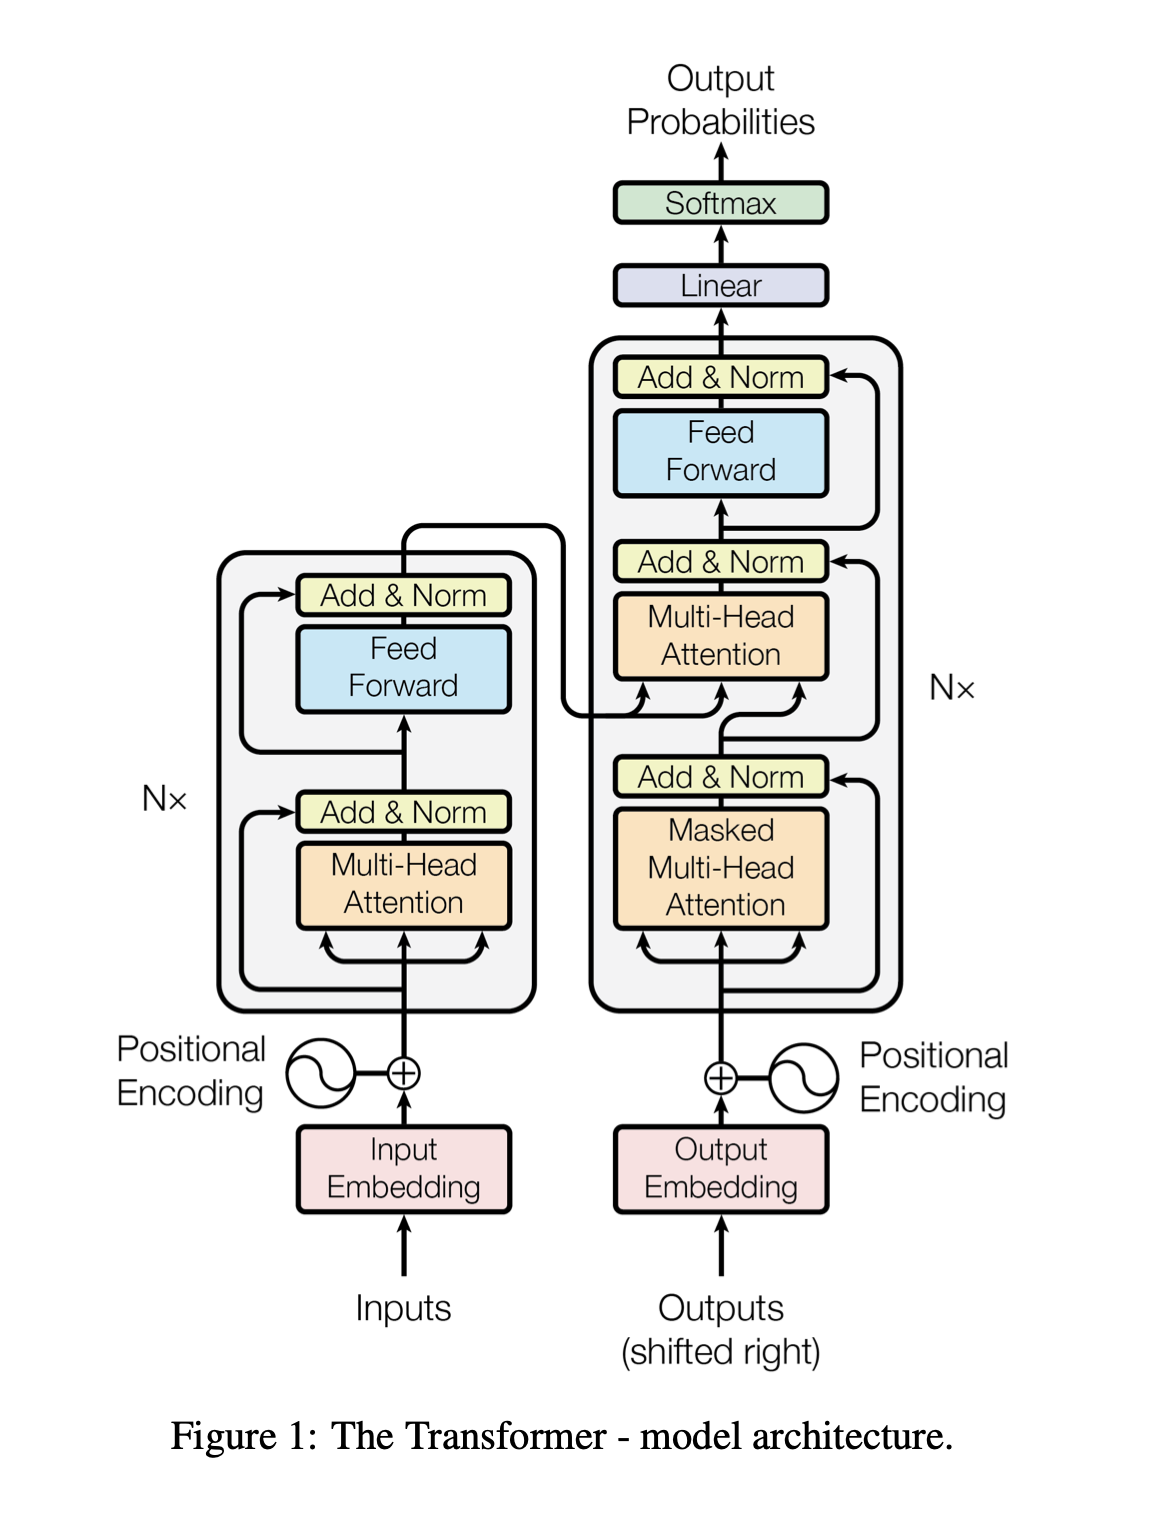 Output
Probabilities
Softmax
Linear
Add & Norm
Feed
Forward
Add & Norm
Multi-Head
Attention
Add & Norm
Masked
Multi-Head
Attention
Nx
Add & Norm
Feed
Forward
Add & Norm
Multi-Head
Attention
N×
Positional
Encoding
Positional
Encoding
Input
Embedding
Output
Embedding
Inputs
Outputs
(shifted right)
Figure 1: The Transformer - model architecture.